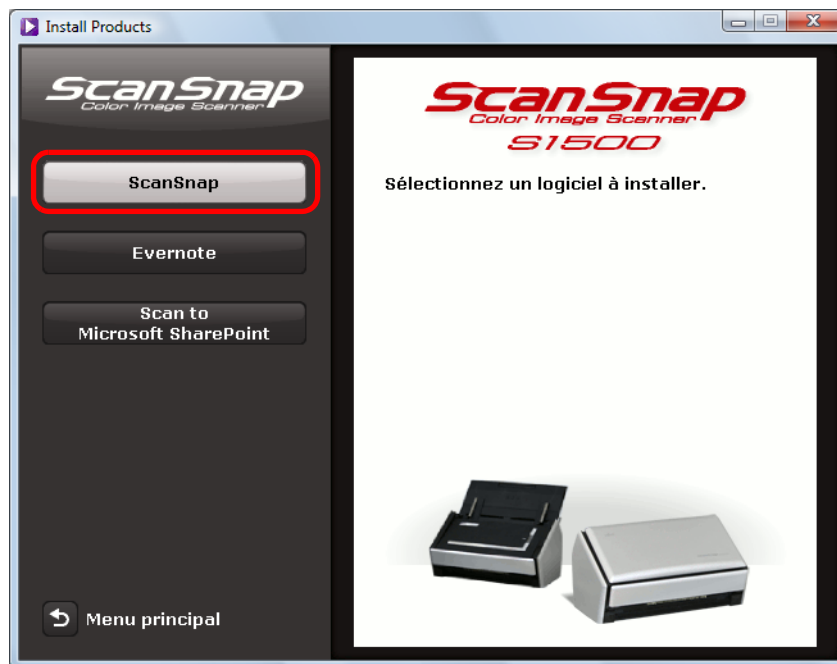 Install Products
ScanSnap
Color Image Scanner
ScanSnap
Evernote
Scan to
Microsoft SharePoint
Menu principal
ScanSnap
Color Image Scanner
S1500
Sélectionnez un logiciel à installer.